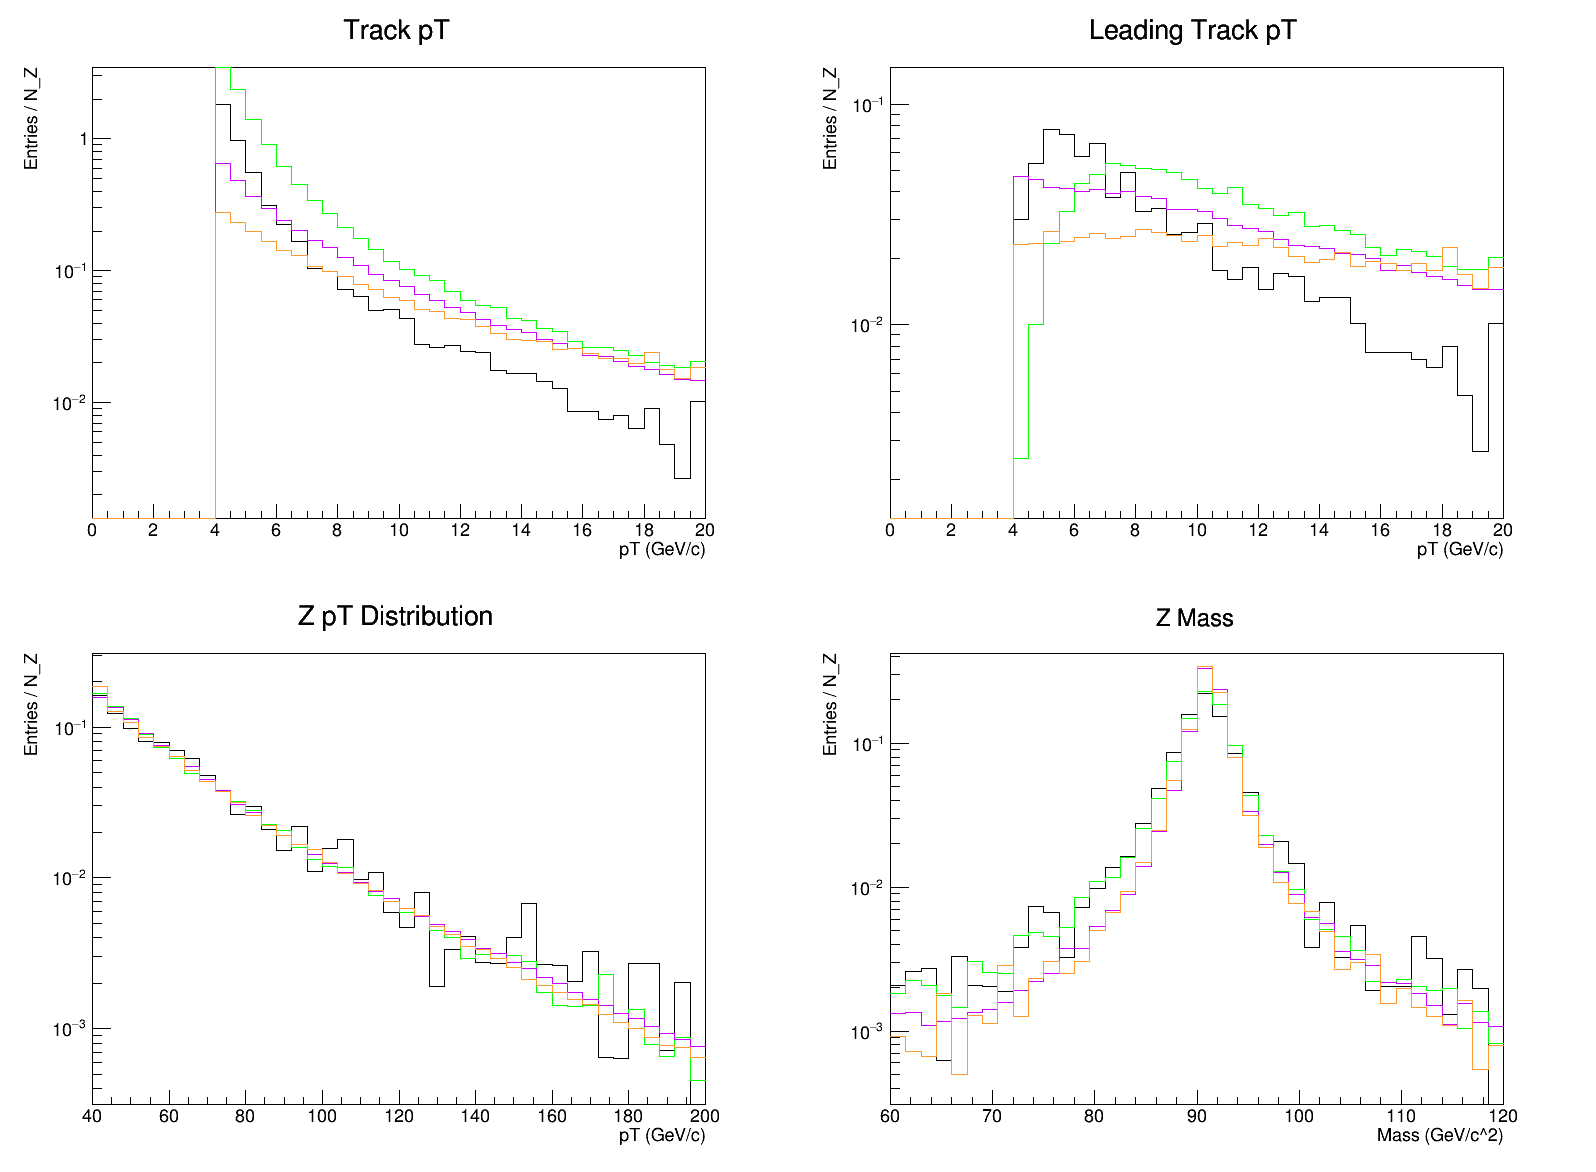 Track pT
Entries / N_Z
1
10⁻¹
10⁻²
0 2 4 6 8 10 12 14 16 18 20
pT (GeV/c)
Leading Track pT
Entries / N_Z
10⁻¹
10⁻²
0 2 4 6 8 10 12 14 16 18 20
pT (GeV/c)
Z pT Distribution
Entries / N_Z
10⁻¹
10⁻²
10⁻³
40 60 80 100 120 140 160 180 200
pT (GeV/c)
Z Mass
Entries / N_Z
10⁻¹
10⁻²
10⁻³
60 70 80 90 100 110 120
Mass (GeV/c^2)